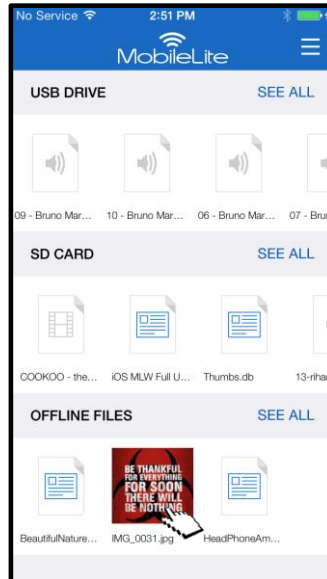 No Service 2:51 PM
MobileLite
USB DRIVE SEE ALL
09 - Bruno Mar... 10 - Bruno Mar... 06 - Bruno Mar... 07 - Bru
SD CARD SEE ALL
COOKOO - the... iOS MLW Full U... Thumbs.db 13-riha
OFFLINE FILES SEE ALL
BE THANKFUL
FOR EVERYTHING
FOR SOON
THERE WILL
BE NOTHING
BeautifulNature... IMG_0031.jpg HeadPhoneAm...